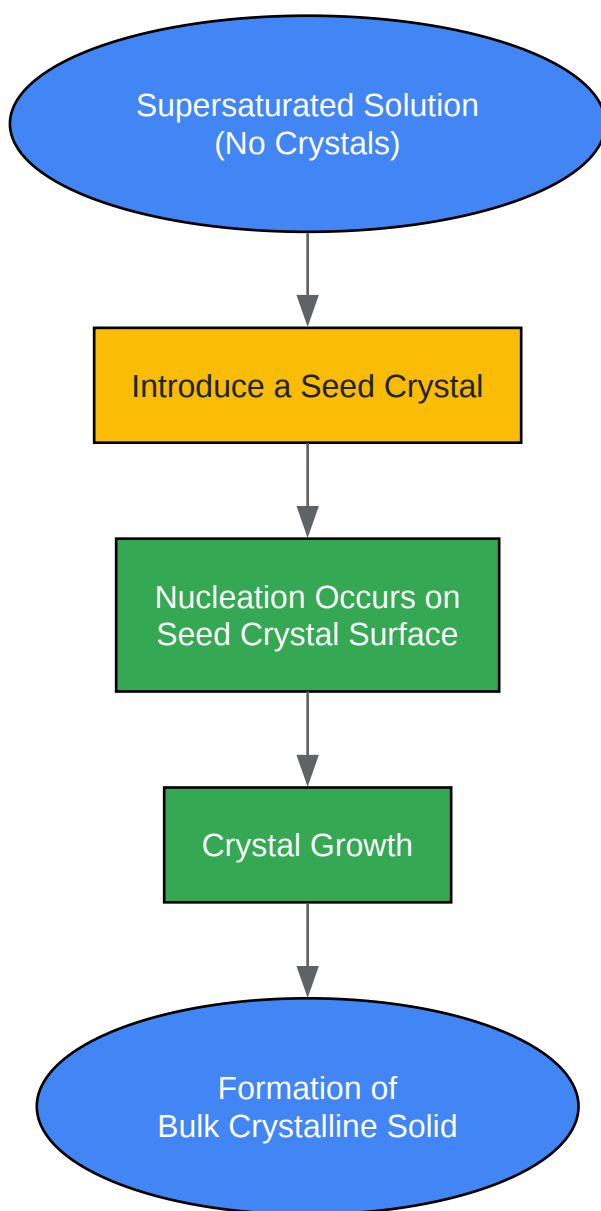 Supersaturated Solution
(No Crystals)
Introduce a Seed Crystal
Nucleation Occurs on
Seed Crystal Surface
Crystal Growth
Formation of
Bulk Crystalline Solid